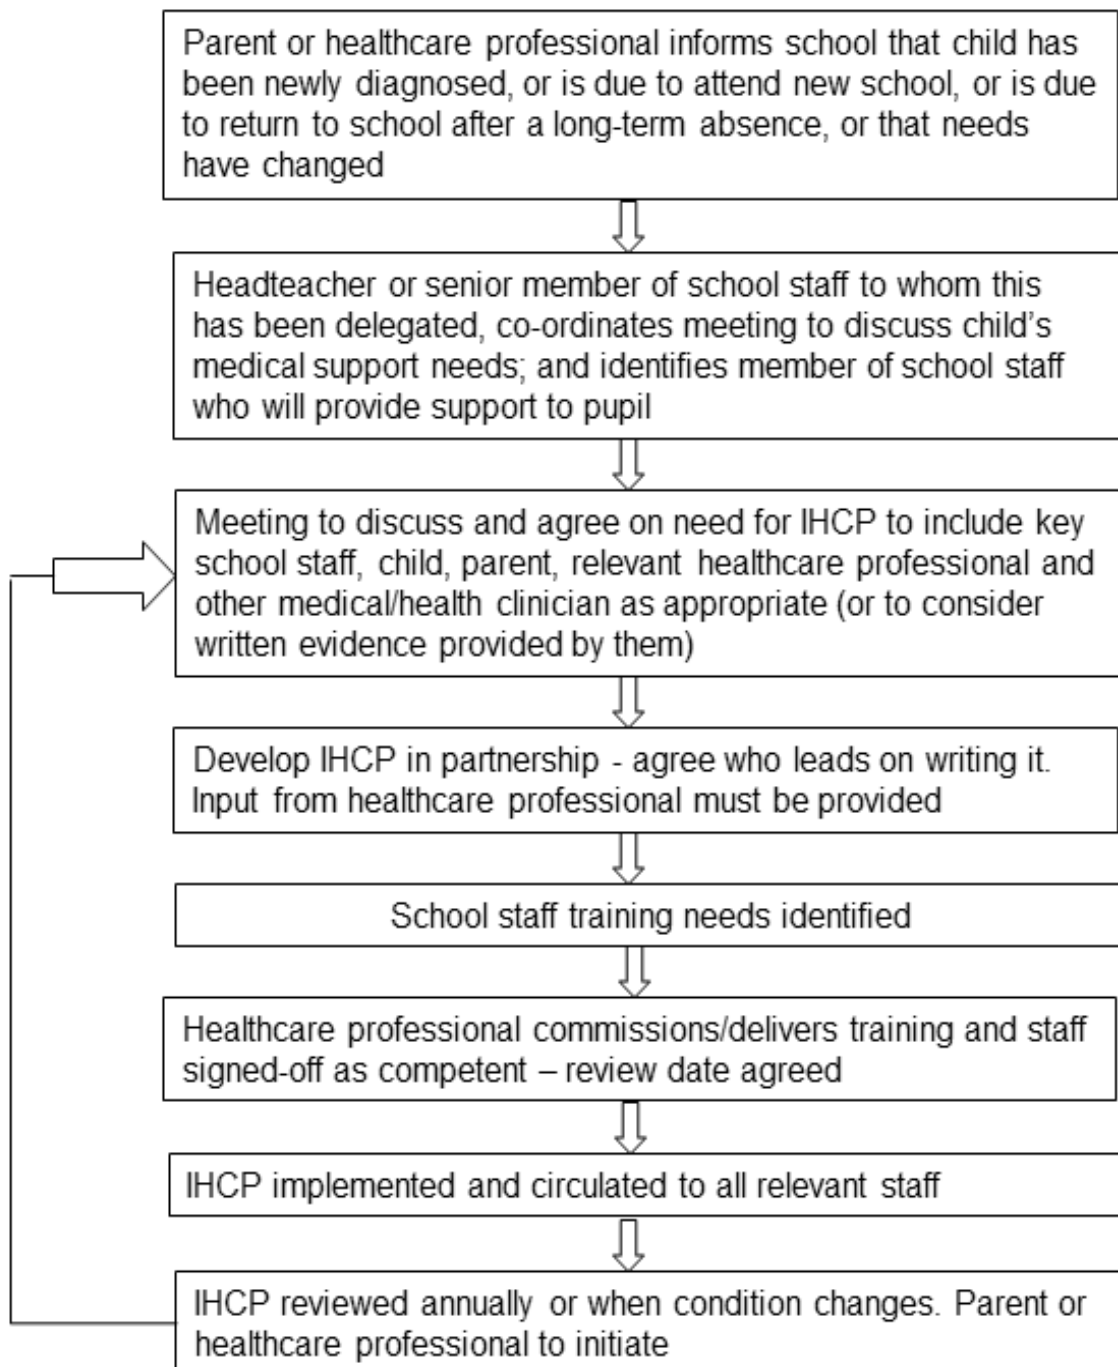 Parent or healthcare professional informs school that child has
been newly diagnosed, or is due to attend new school, or is due
to return to school after a long-term absence, or that needs
have changed
Headteacher or senior member of school staff to whom this
has been delegated, co-ordinates meeting to discuss child's
medical support needs; and identifies member of school staff
who will provide support to pupil
Meeting to discuss and agree on need for IHCP to include key
school staff, child, parent, relevant healthcare professional and
other medical/health clinician as appropriate (or to consider
written evidence provided by them)
Develop IHCP in partnership - agree who leads on writing it.
Input from healthcare professional must be provided
School staff training needs identified
Healthcare professional commissions/delivers training and staff
signed-off as competent – review date agreed
IHCP implemented and circulated to all relevant staff
IHCP reviewed annually or when condition changes. Parent or
healthcare professional to initiate